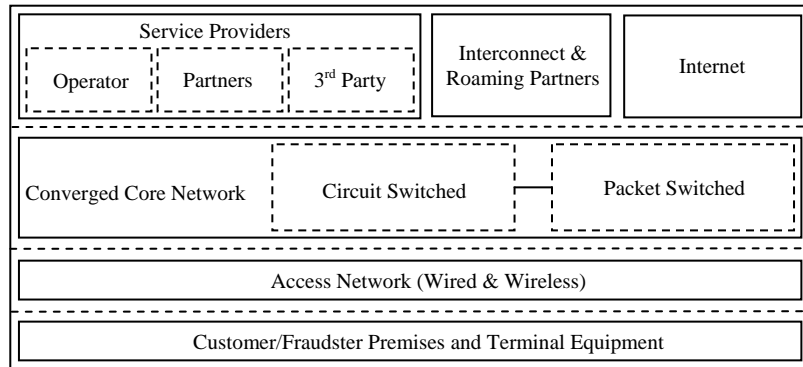 Service Providers
Operator
Partners
3rd Party
Interconnect &
Roaming Partners
Internet
Converged Core Network
Circuit Switched
Packet Switched
Access Network (Wired & Wireless)
Customer/Fraudster Premises and Terminal Equipment